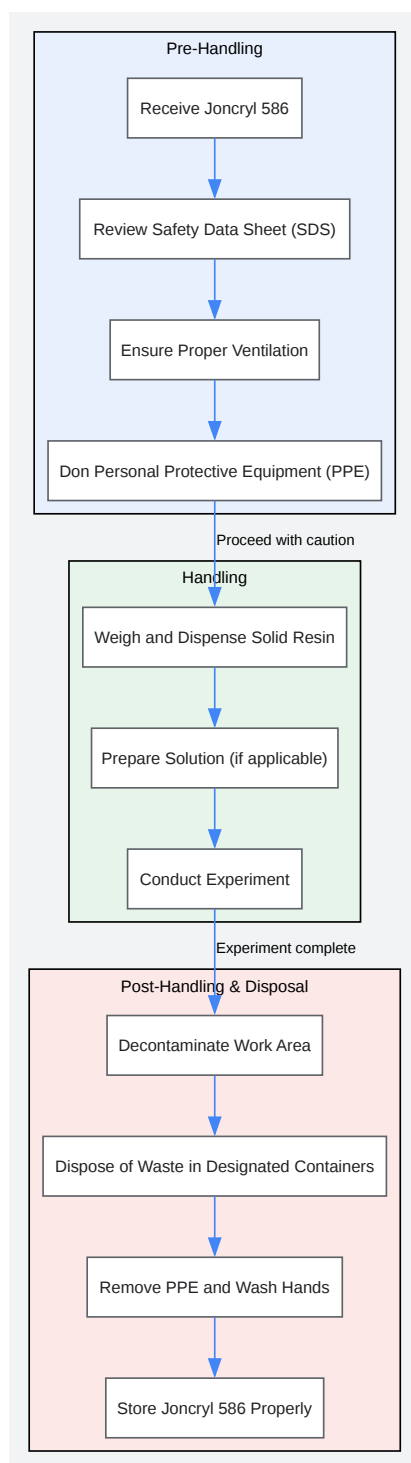 Pre-Handling
Receive Joncryl 586
Review Safety Data Sheet (SDS)
Ensure Proper Ventilation
Don Personal Protective Equipment (PPE)
Proceed with caution
Handling
Weigh and Dispense Solid Resin
Prepare Solution (if applicable)
Conduct Experiment
Experiment complete
Post-Handling & Disposal
Decontaminate Work Area
Dispose of Waste in Designated Containers
Remove PPE and Wash Hands
Store Joncryl 586 Properly